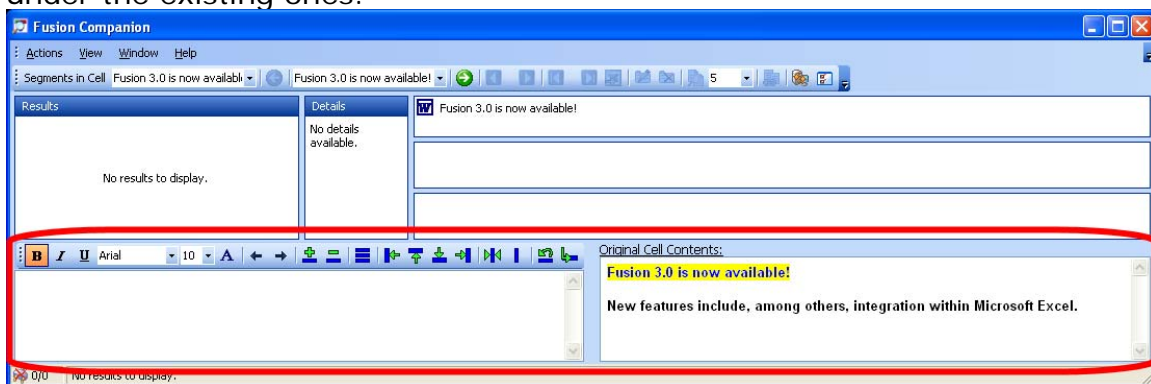 under the existing ones.
Fusion Companion
Actions View Window Help
Segments in Cell Fusion 3.0 is now availabl Fusion 3.0 is now available! 5
Results
Details
Fusion 3.0 is now available!
No details
available.
No results to display.
B I U Arial 10 A
Original Cell Contents:
Fusion 3.0 is now available!
New features include, among others, integration within Microsoft Excel.
0/0 No results to display.